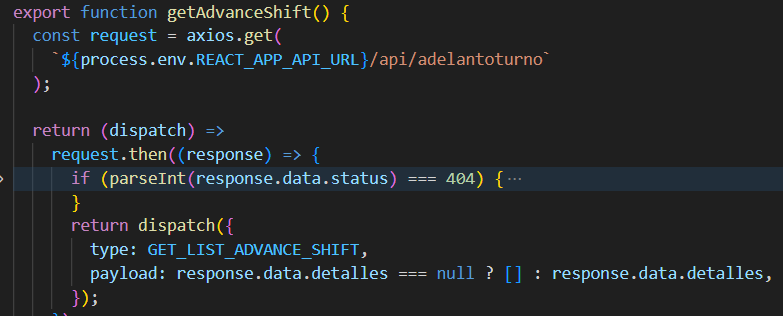 export function getAdvanceShift() {
const request = axios.get(
`${process.env.REACT_APP_API_URL}/api/adelantoturno`
);
return (dispatch) =>
request.then((response) => {
if (parseInt(response.data.status) === 404) {···
}
return dispatch({
type: GET_LIST_ADVANCE_SHIFT,
payload: response.data.detalles === null ? [] : response.data.detalles,
});
})